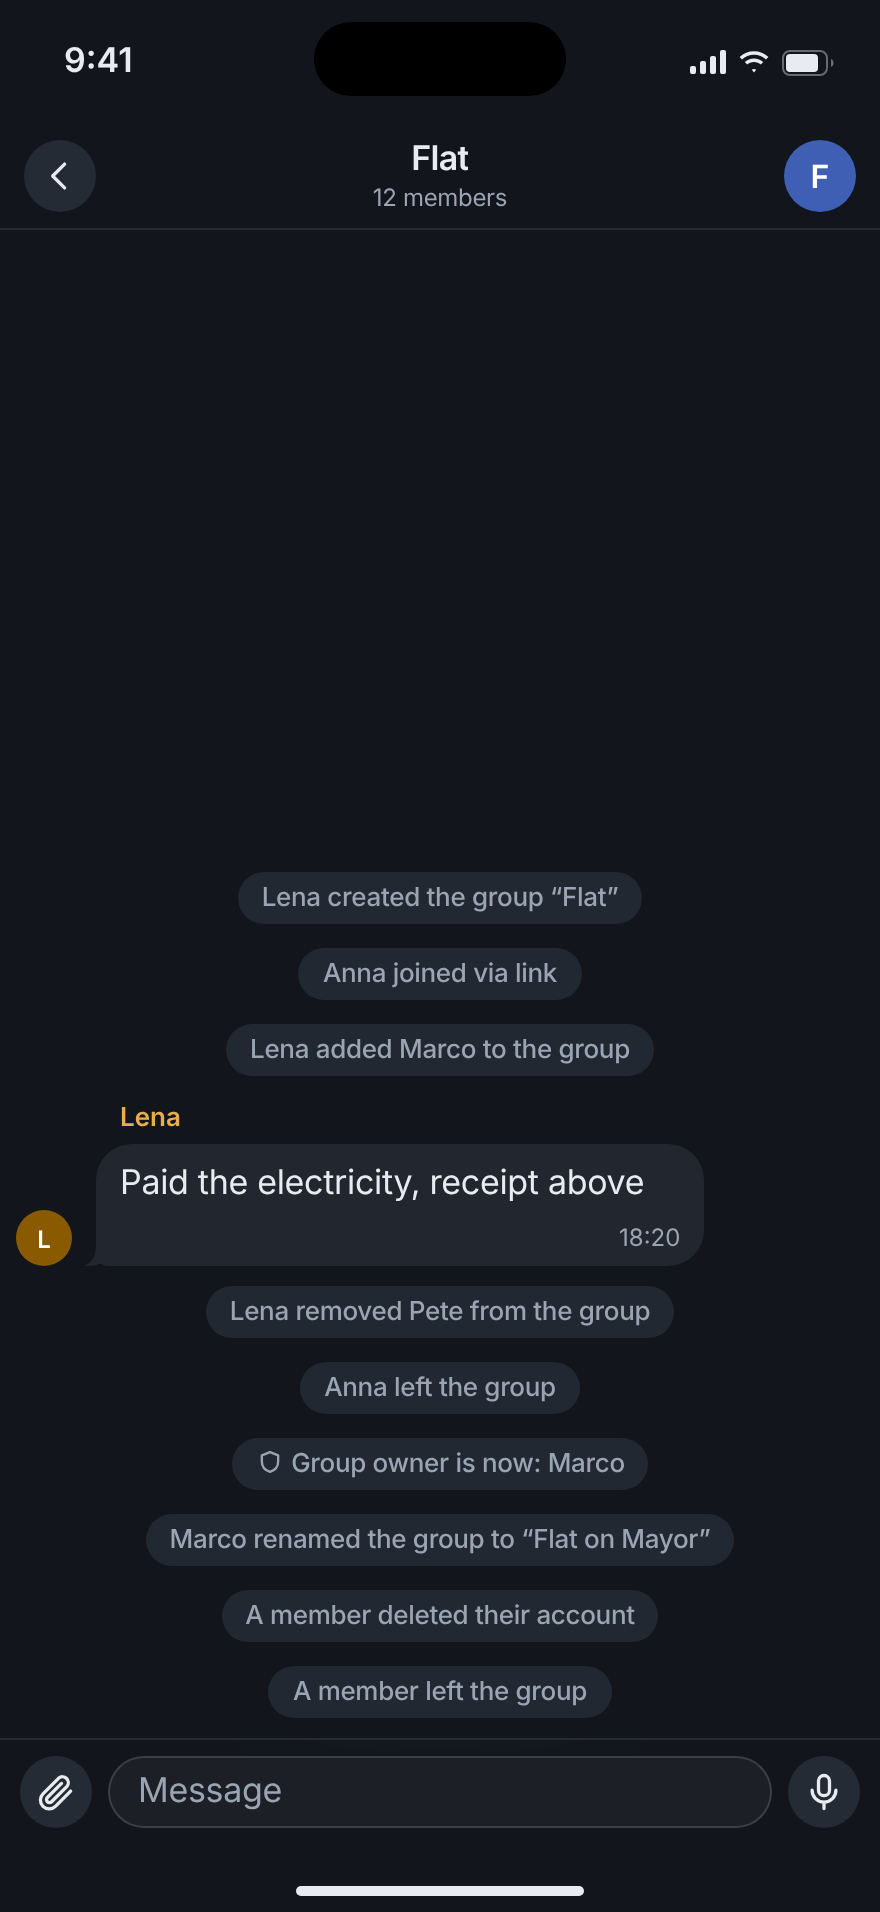 9:41
Flat
12 members
F
Lena created the group “Flat”
Anna joined via link
Lena added Marco to the group
Lena
Paid the electricity, receipt above
18:20
L
Lena removed Pete from the group
Anna left the group
Group owner is now: Marco
Marco renamed the group to “Flat on Mayor”
A member deleted their account
A member left the group
Message